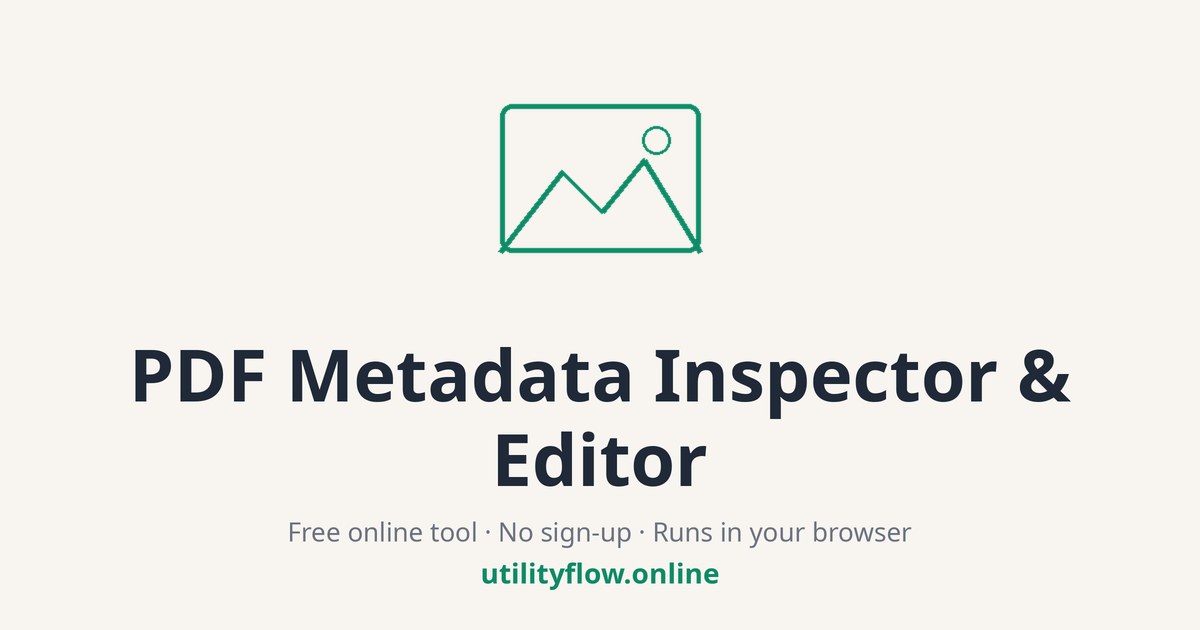 PDF Metadata Inspector &
Editor
Free online tool · No sign-up · Runs in your browser
utilityflow.online